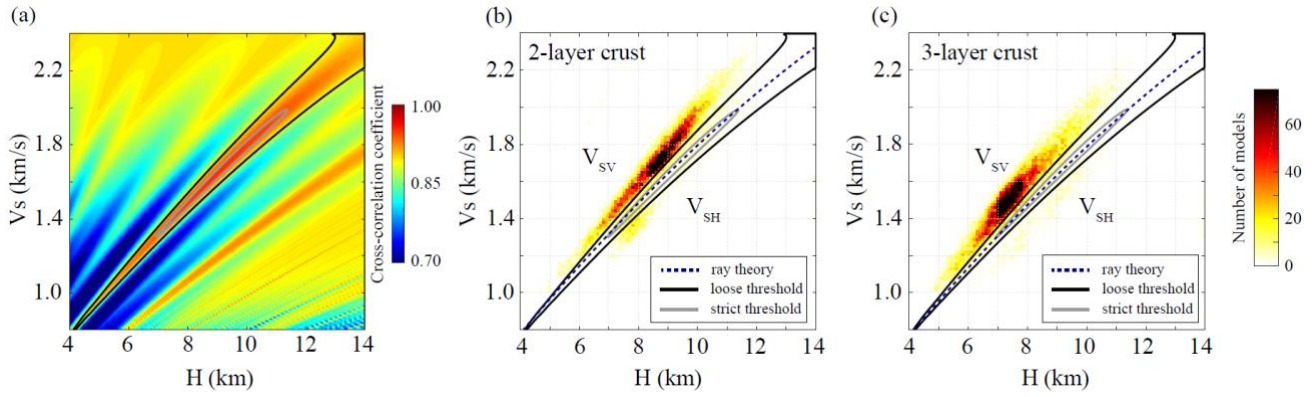 (a)
Vs (km/s)
2.2
1.8
1.4
1.0
4 6 8 10 12 14
H (km)
1.00
0.85
0.70
Cross-correlation coefficient
(b)
2-layer crust
Vs (km/s)
2.2
1.8
1.4
1.0
V_SV
V_SH
ray theory
loose threshold
strict threshold
4 6 8 10 12 14
H (km)
(c)
3-layer crust
Vs (km/s)
2.2
1.8
1.4
1.0
V_SV
V_SH
ray theory
loose threshold
strict threshold
4 6 8 10 12 14
H (km)
Number of models
60
40
20
0